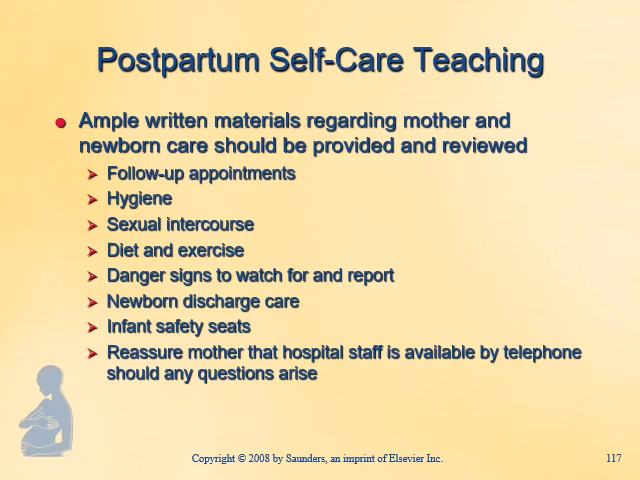 Postpartum Self-Care Teaching
Ample written materials regarding mother and
newborn care should be provided and reviewed
Follow-up appointments
Hygiene
Sexual intercourse
Diet and exercise
Danger signs to watch for and report
Newborn discharge care
Infant safety seats
Reassure mother that hospital staff is available by telephone
should any questions arise
Copyright © 2008 by Saunders, an imprint of Elsevier Inc.
117